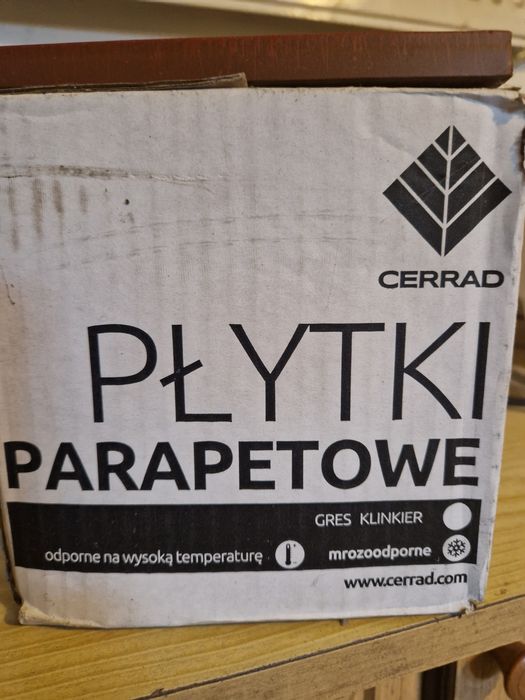 CERRAD
PŁYTKI
PARAPETOWE
GRES KLINKIER
odporne na wysoką temperaturę mrozoodporne
www.cerrad.com